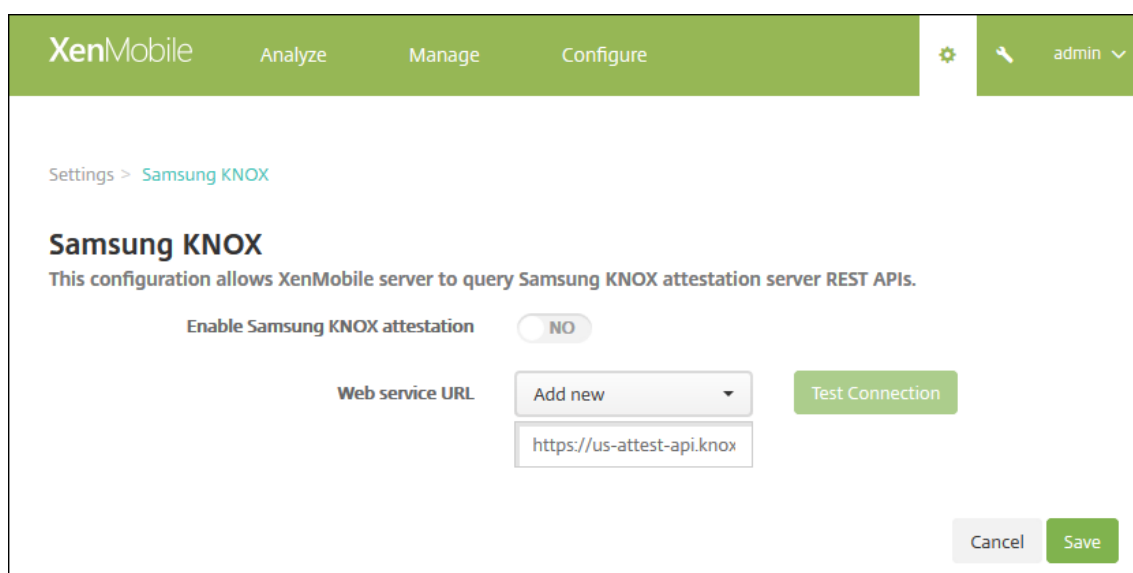 XenMobile Analyze Manage Configure admin
Settings > Samsung KNOX
Samsung KNOX
This configuration allows XenMobile server to query Samsung KNOX attestation server REST APIs.
Enable Samsung KNOX attestation NO
Web service URL Add new Test Connection
https://us-attest-api.knox
Cancel Save